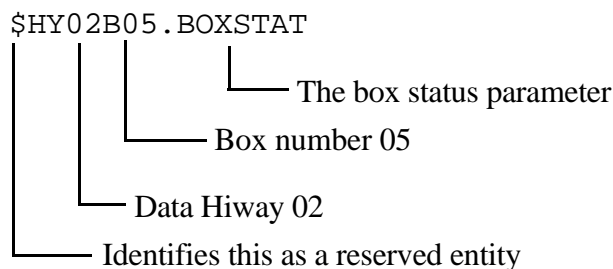 $HY02B05.BOXSTAT
The box status parameter
Box number 05
Data Hiway 02
Identifies this as a reserved entity